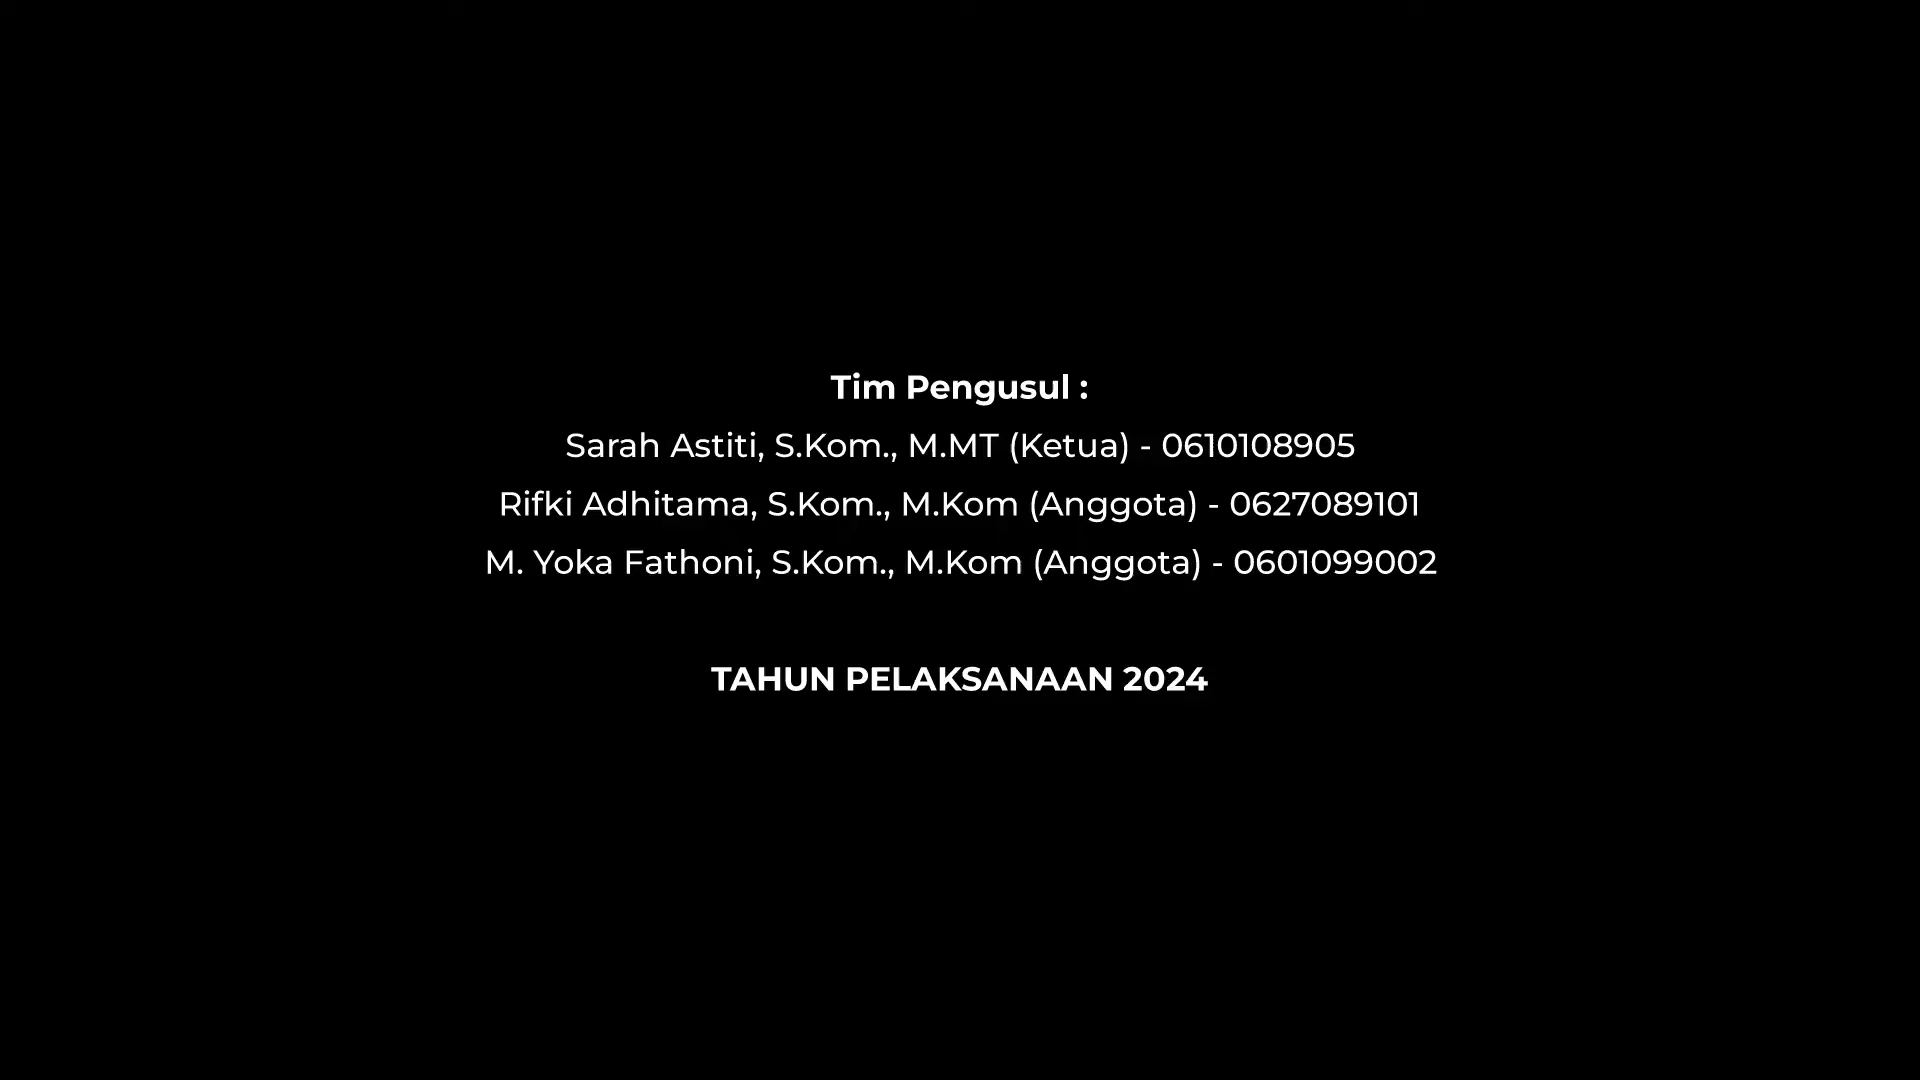 Tim Pengusul :
Sarah Astiti, S.Kom., M.MT (Ketua) - 0610108905
Rifki Adhitama, S.Kom., M.Kom (Anggota) - 0627089101
M. Yoka Fathoni, S.Kom., M.Kom (Anggota) - 0601099002
TAHUN PELAKSANAAN 2024